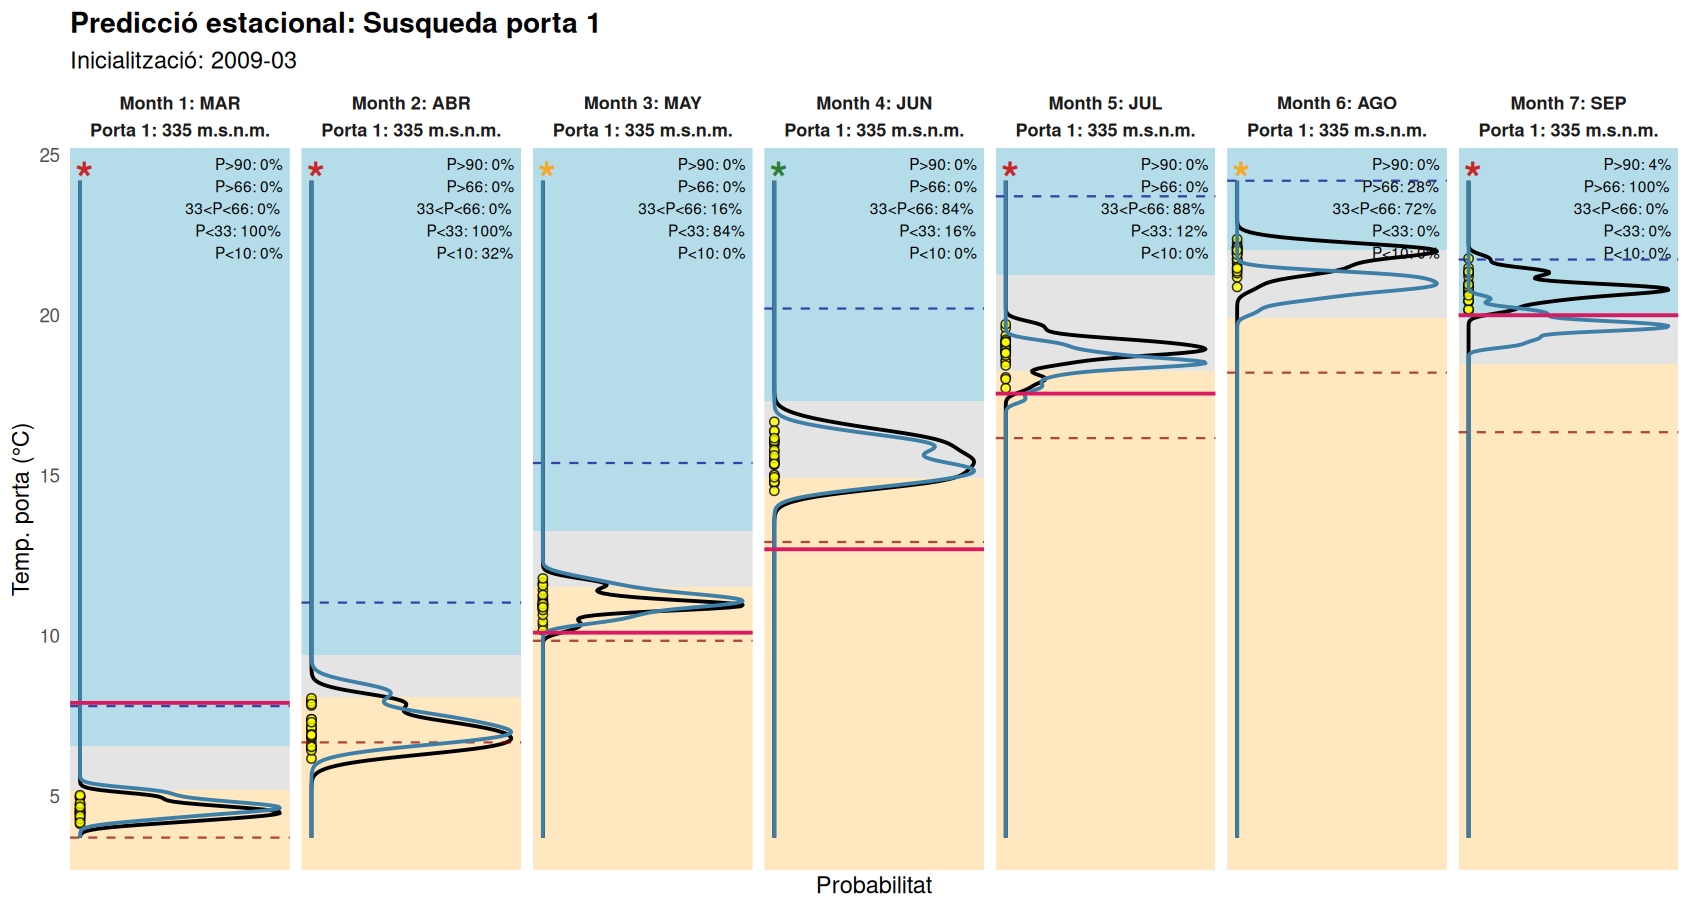 Predicció estacional: Susqueda porta 1
Inicialització: 2009-03
Month 1: MAR
Porta 1: 335 m.s.n.m.
Month 2: ABR
Porta 1: 335 m.s.n.m.
Month 3: MAY
Porta 1: 335 m.s.n.m.
Month 4: JUN
Porta 1: 335 m.s.n.m.
Month 5: JUL
Porta 1: 335 m.s.n.m.
Month 6: AGO
Porta 1: 335 m.s.n.m.
Month 7: SEP
Porta 1: 335 m.s.n.m.
*
P>90: 0%
P>66: 0%
33<P<66: 0%
P<33: 100%
P<10: 0%
*
P>90: 0%
P>66: 0%
33<P<66: 0%
P<33: 100%
P<10: 32%
*
P>90: 0%
P>66: 0%
33<P<66: 16%
P<33: 84%
P<10: 0%
*
P>90: 0%
P>66: 0%
33<P<66: 84%
P<33: 16%
P<10: 0%
*
P>90: 0%
P>66: 0%
33<P<66: 88%
P<33: 12%
P<10: 0%
*
P>90: 0%
P>66: 28%
33<P<66: 72%
P<33: 0%
P<10: 0%
*
P>90: 4%
P>66: 100%
33<P<66: 0%
P<33: 0%
P<10: 0%
25
20
15
10
5
Temp. porta (°C)
Probabilitat